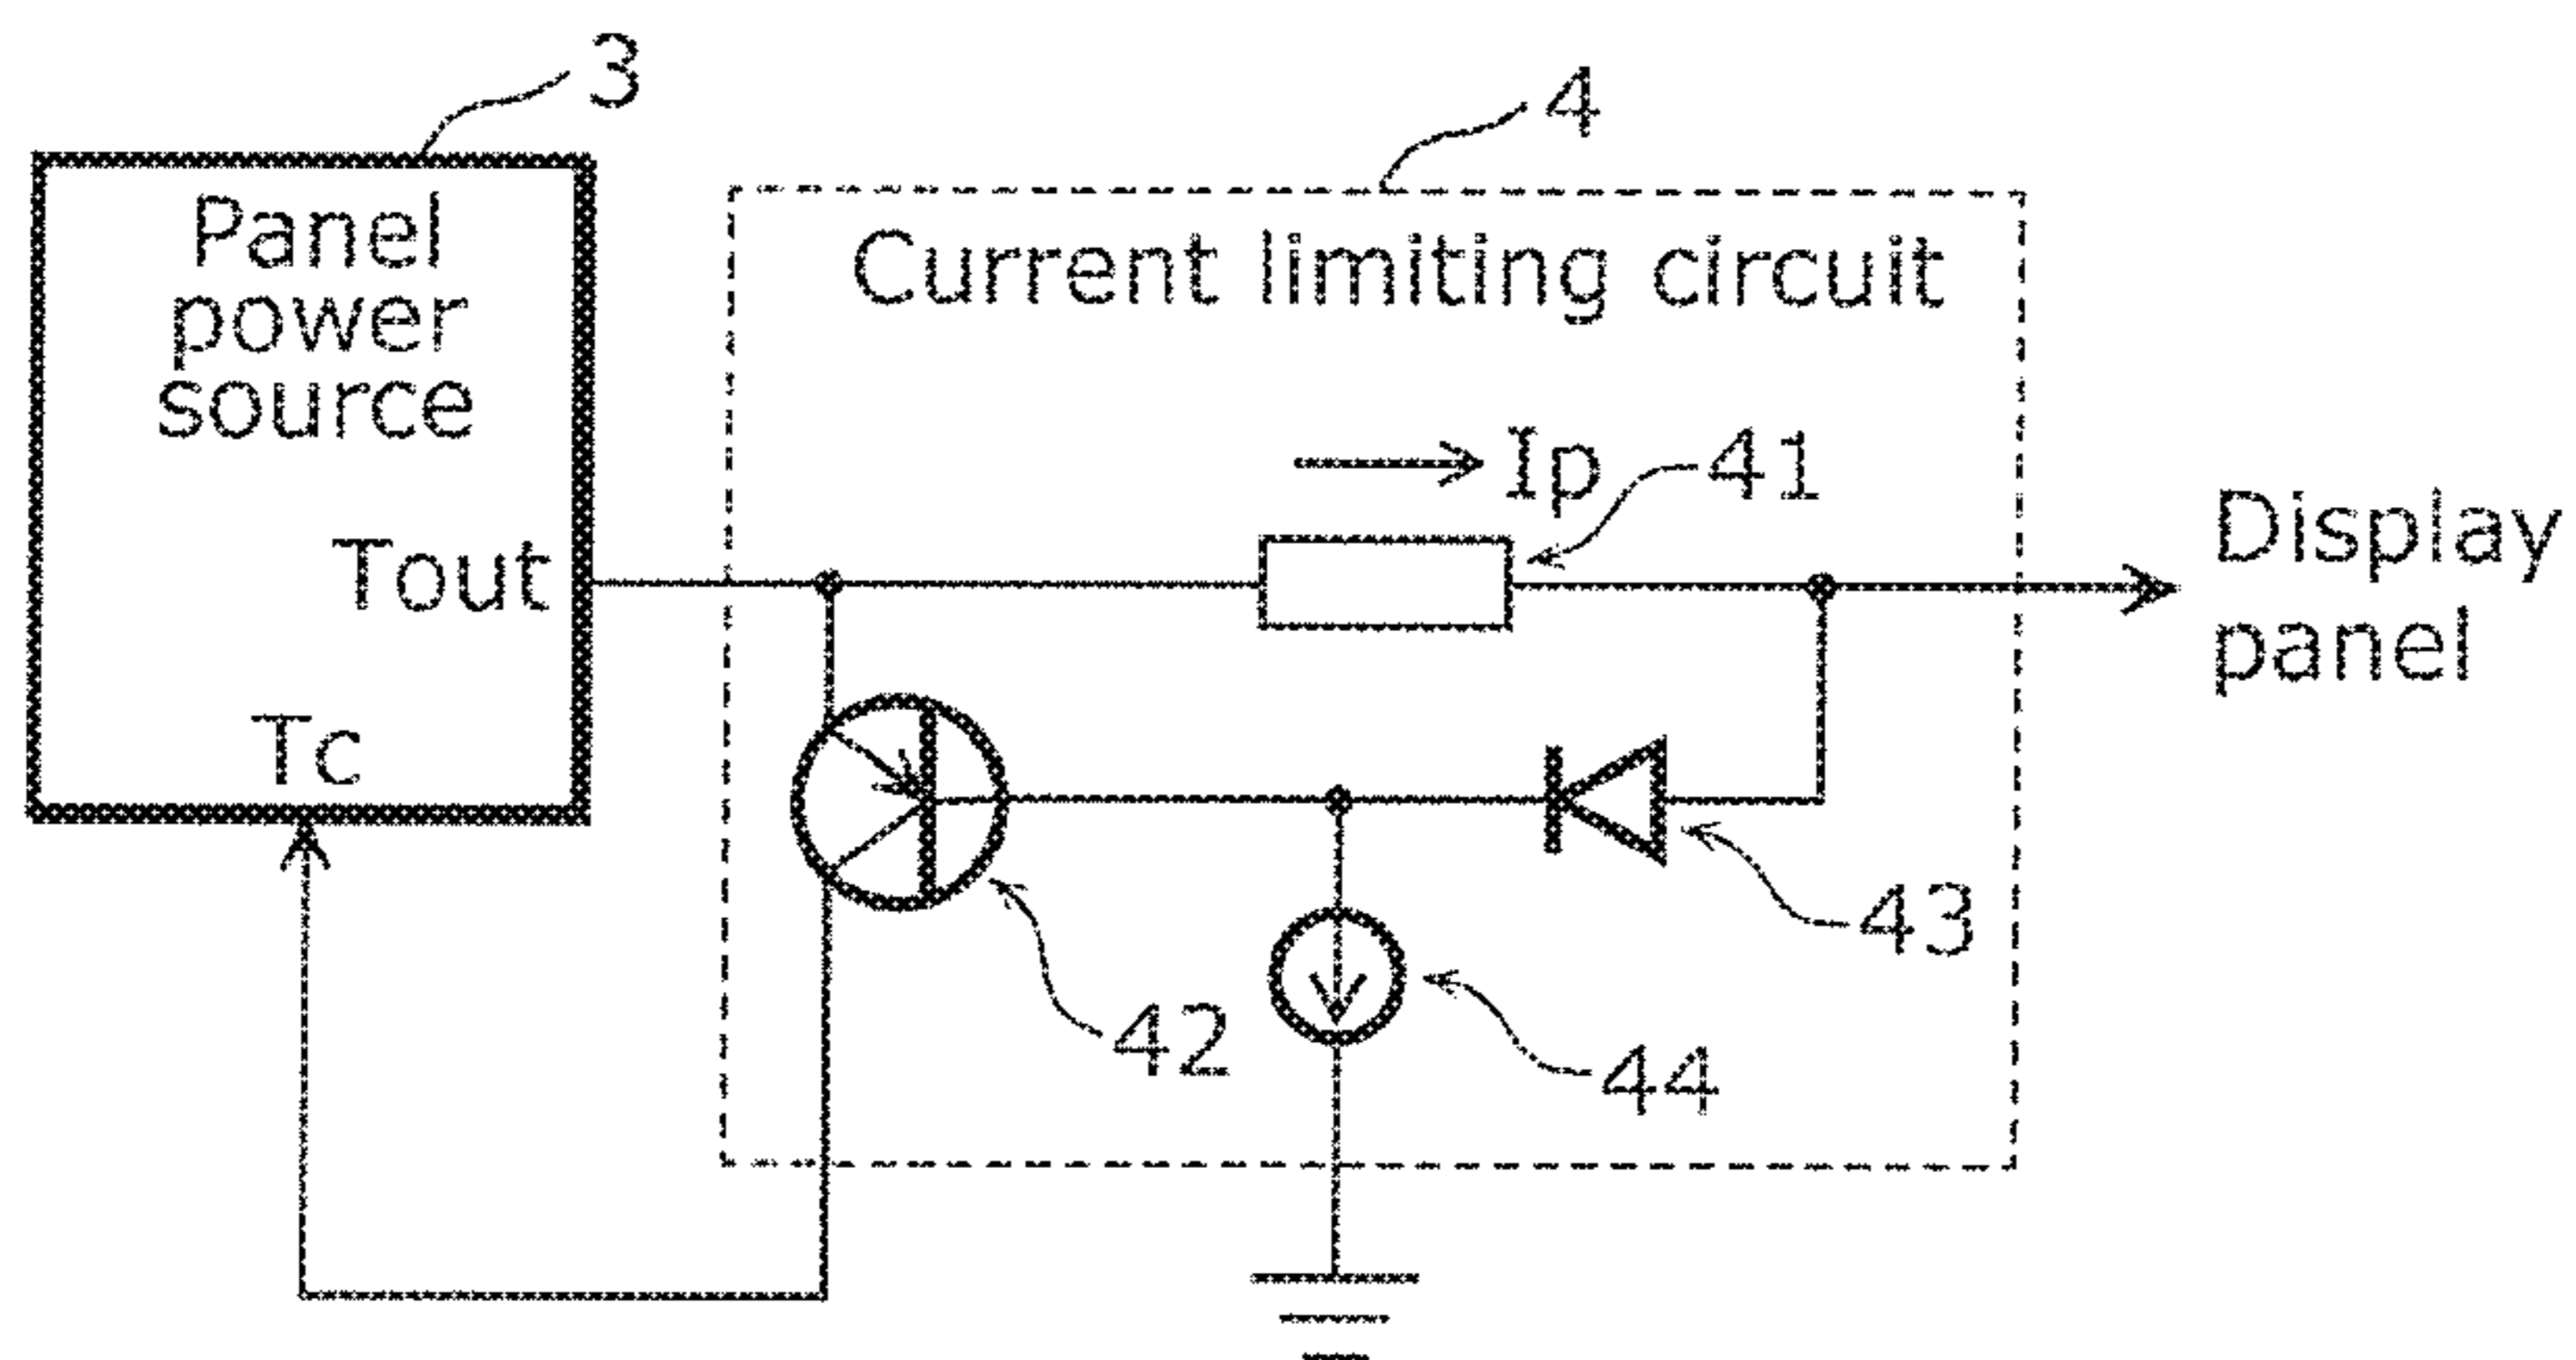 3
4
Panel
power
source
Current limiting circuit
Ip
41
Tout
Display
panel
Tc
43
42
44